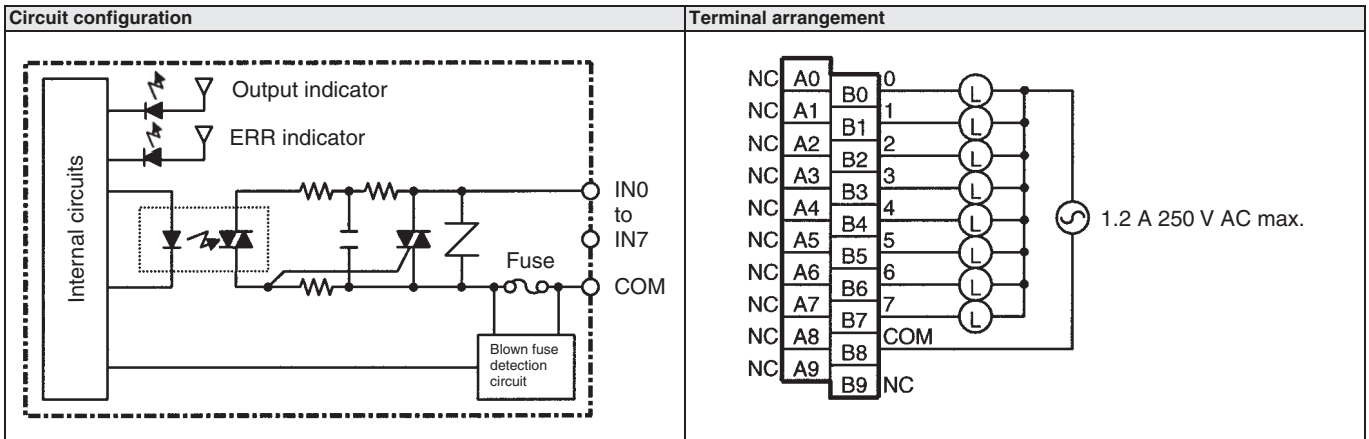 Circuit configuration
Terminal arrangement
Output indicator
ERR indicator
Internal circuits
IN0
to
IN7
Fuse
COM
Blown fuse
detection
circuit
NC A0
B0 0 L
NC A1
B1 1 L
NC A2
B2 2 L
NC A3
B3 3 L
NC A4
B4 4 L
1.2 A 250 V AC max.
NC A5
B5 5 L
NC A6
B6 6 L
NC A7
B7 7 L
NC A8
B8 COM
NC A9
B9 NC